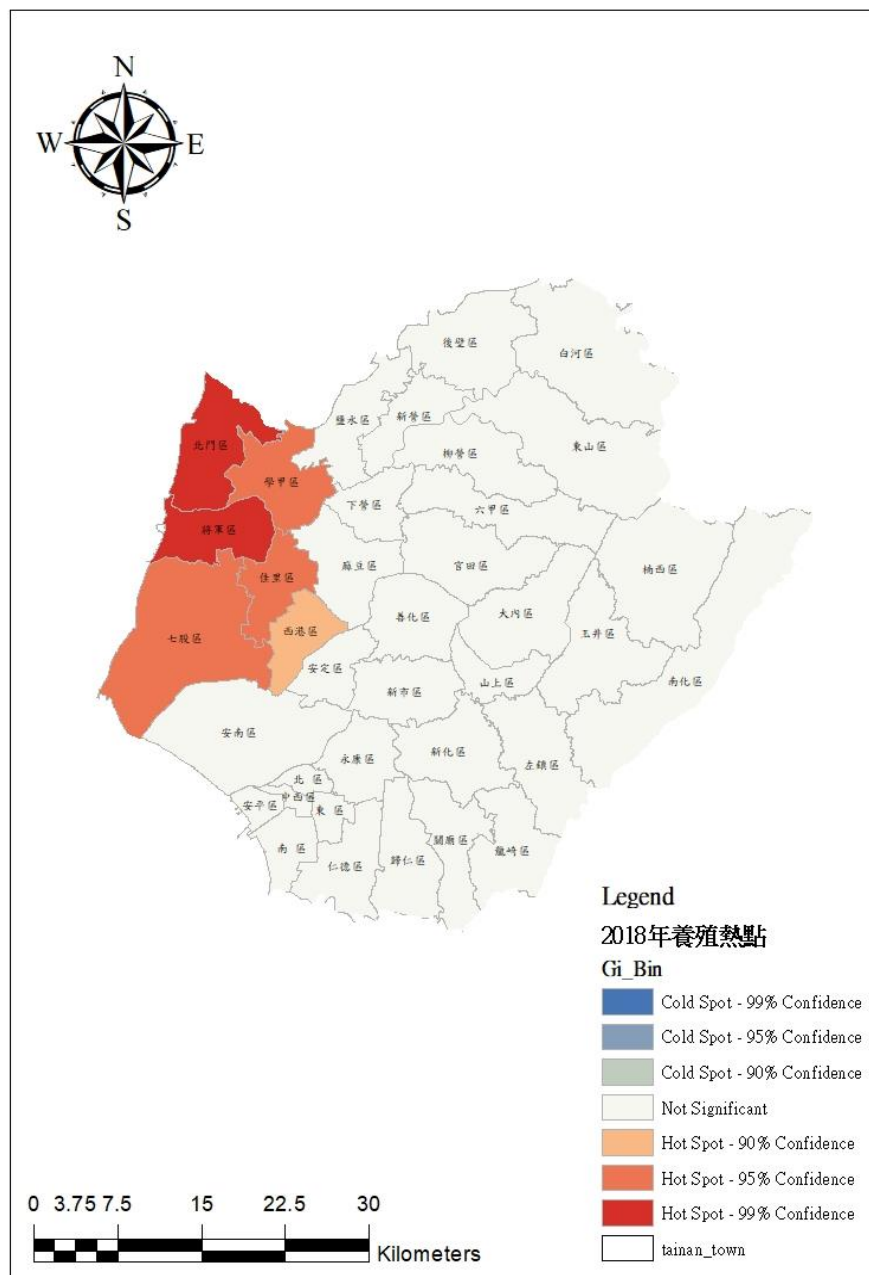 N
W E
S
後壁區
白河區
鹽水區
新營區
北門區
柳營區
東山區
學甲區
下營區
六甲區
將軍區
麻豆區
官田區
楠西區
佳里區
善化區
大內區
七股區
西港區
玉井區
安定區
山上區
南化區
新市區
安南區
永康區
新化區
左鎮區
北區
中西區
安平區
東區
南區
仁德區
歸仁區
關廟區
龍崎區
Legend
2018年養殖熱點
Gi_Bin
Cold Spot - 99% Confidence
Cold Spot - 95% Confidence
Cold Spot - 90% Confidence
Not Significant
Hot Spot - 90% Confidence
Hot Spot - 95% Confidence
Hot Spot - 99% Confidence
tainan_town
0 3.75 7.5 15 22.5 30
Kilometers